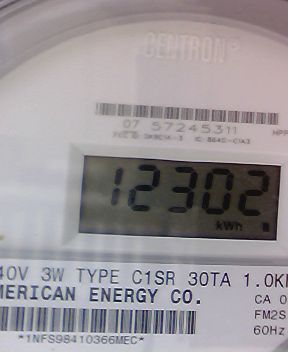 CENTRON®
07 57245311
12302
kWh
40V 3W TYPE C1SR 30TA 1.0K
MERICAN ENERGY CO.
CA 0
FM2S
60Hz
*1NFS98410366MEC*